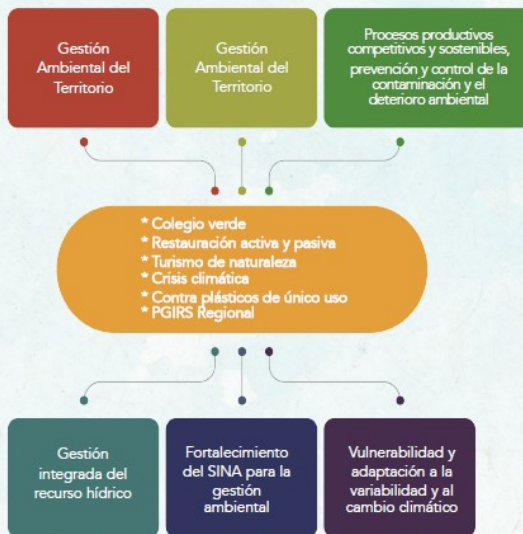 Gestión
Ambiental del
Territorio
Gestión
Ambiental del
Territorio
Procesos productivos
competitivos y sostenibles,
prevención y control de la
contaminación y el
deterioro ambiental
* Colegio verde
* Restauración activa y pasiva
* Turismo de naturaleza
* Crisis climática
* Contra plásticos de único uso
* PGIRS Regional
Gestión
integrada del
recurso hídrico
Fortalecimiento
del SINA para la
gestión
ambiental
Vulnerabilidad y
adaptación a la
variabilidad y al
cambio climático